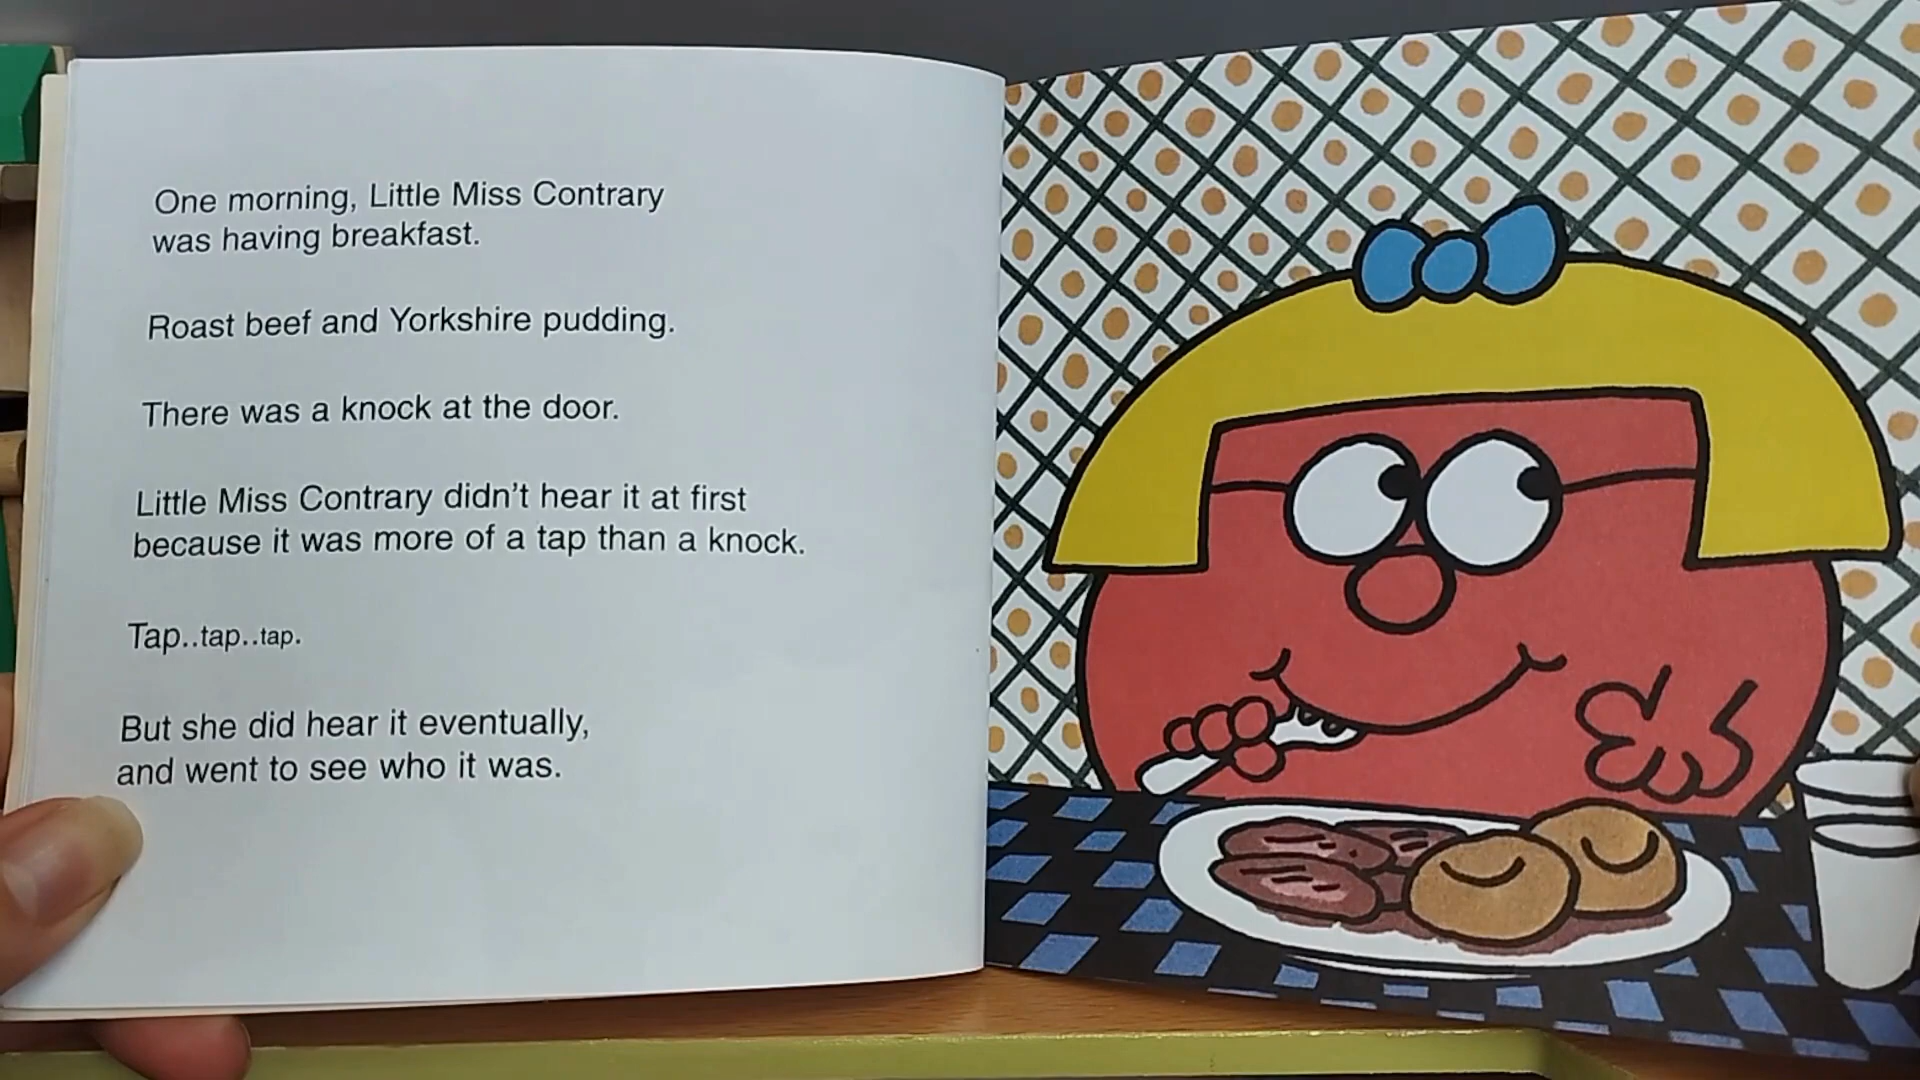 One morning, Little Miss Contrary
was having breakfast.
Roast beef and Yorkshire pudding.
There was a knock at the door.
Little Miss Contrary didn't hear it at first
because it was more of a tap than a knock.
Tap..tap..tap.
But she did hear it eventually,
and went to see who it was.